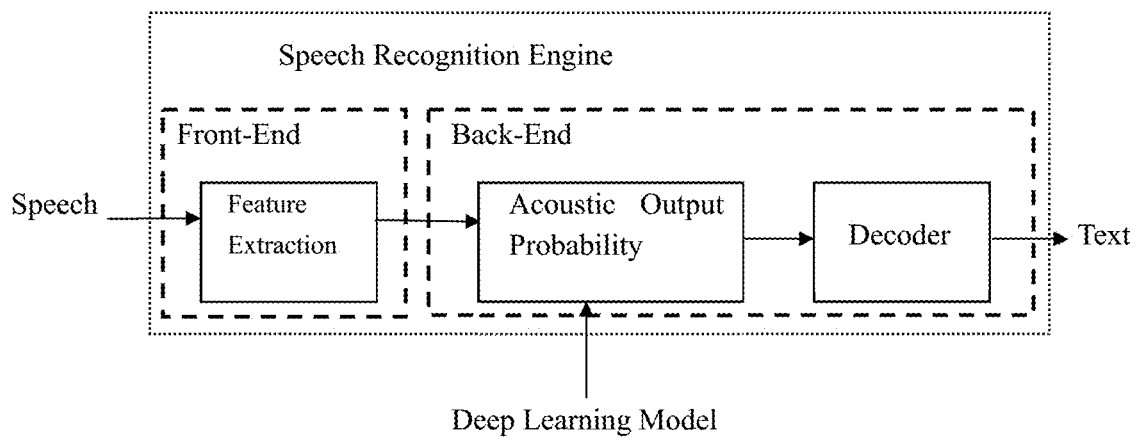 Speech Recognition Engine
Front-End
Back-End
Speech
Feature
Extraction
Acoustic Output
Probability
Decoder
Text
Deep Learning Model